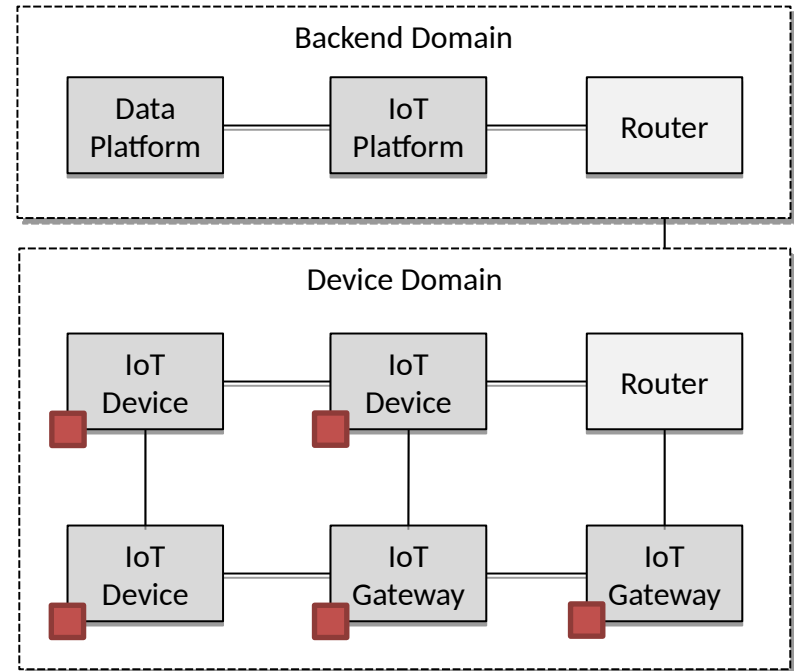 Backend Domain
Data
Platform
IoT
Platform
Router
Device Domain
IoT
Device
IoT
Device
Router
IoT
Device
IoT
Gateway
IoT
Gateway